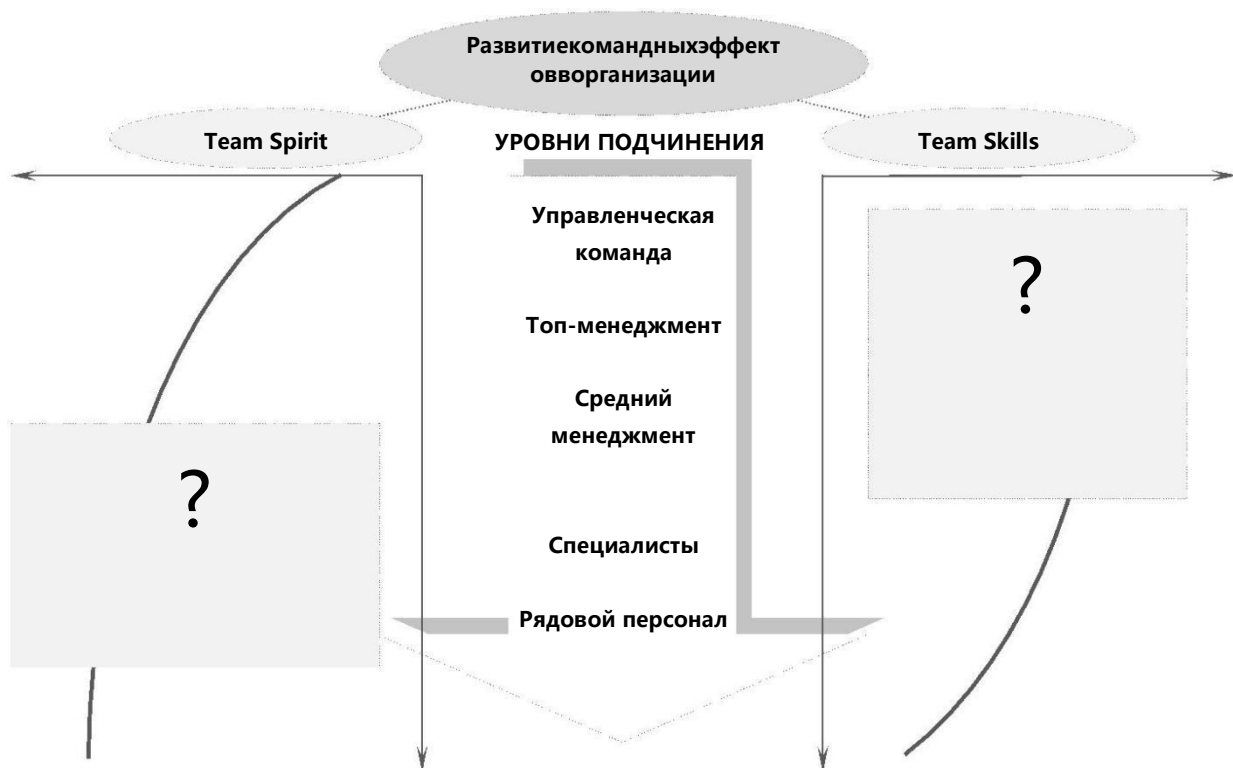 Развитиекомандныхэффект
овворганизации
Team Spirit
УРОВНИ ПОДЧИНЕНИЯ
Team Skills
Управленческая
команда
?
Топ-менеджмент
Средний
менеджмент
?
Специалисты
Рядовой персонал